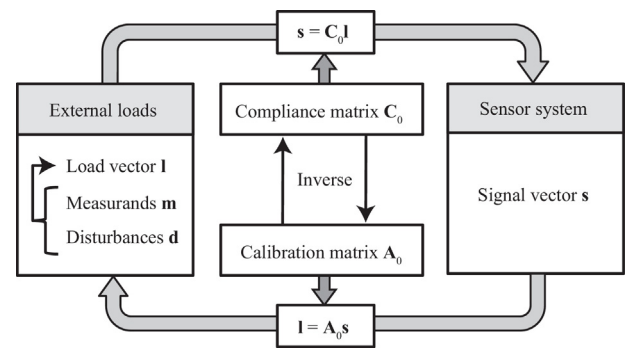 s = C₀l
External loads
Load vector l
Measurands m
Disturbances d
Compliance matrix C₀
Inverse
Calibration matrix A₀
Sensor system
Signal vector s
l = A₀s